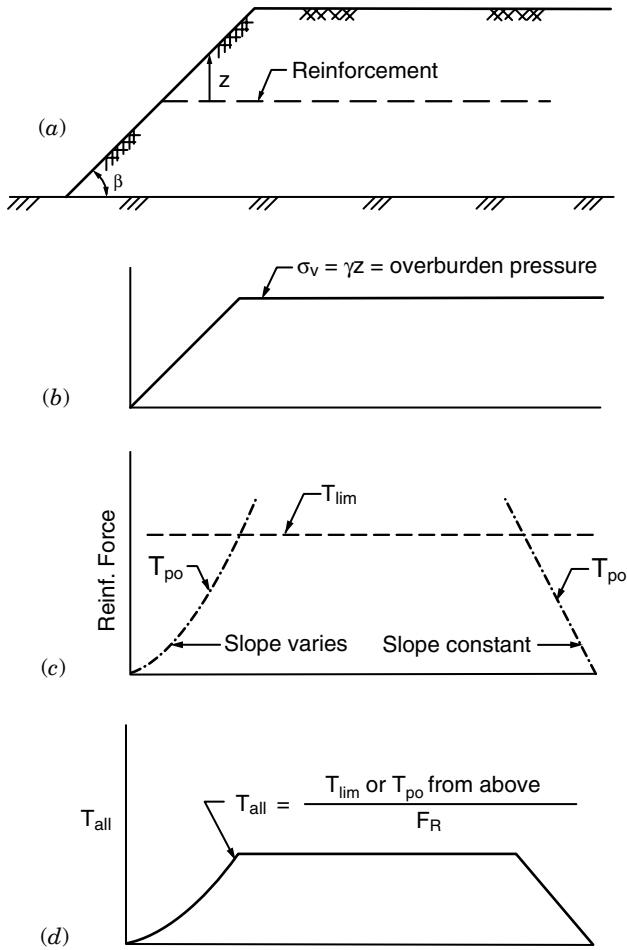 Reinforcement
z
(a)
β
σv = γz = overburden pressure
(b)
Tlim
Reinf. Force
Tpo
Tpo
Slope varies
Slope constant
(c)
Tlim or Tpo from above
Tall =
FR
Tall
(d)